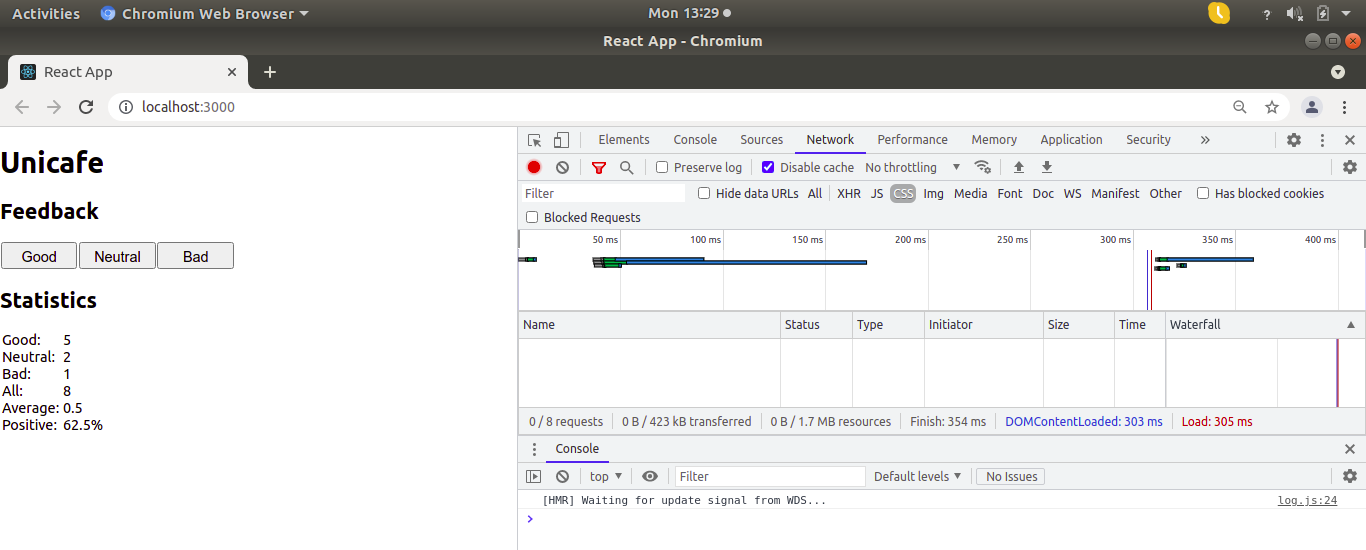 Activities Chromium Web Browser Mon 13:29 ?
React App - Chromium
React App
localhost:3000
Unicafe
Feedback
Good Neutral Bad
Statistics
Good: 5
Neutral: 2
Bad: 1
All: 8
Average: 0.5
Positive: 62.5%
Elements Console Sources Network Performance Memory Application Security
Preserve log Disable cache No throttling
Filter Hide data URLs All XHR JS CSS Img Media Font Doc WS Manifest Other Has blocked cookies
Blocked Requests
50 ms 100 ms 150 ms 200 ms 250 ms 300 ms 350 ms 400 ms
Name Status Type Initiator Size Time Waterfall
0 / 8 requests 0 B / 423 kB transferred 0 B / 1.7 MB resources Finish: 354 ms DOMContentLoaded: 303 ms Load: 305 ms
Console
top Filter Default levels No Issues
[HMR] Waiting for update signal from WDS... log.js:24